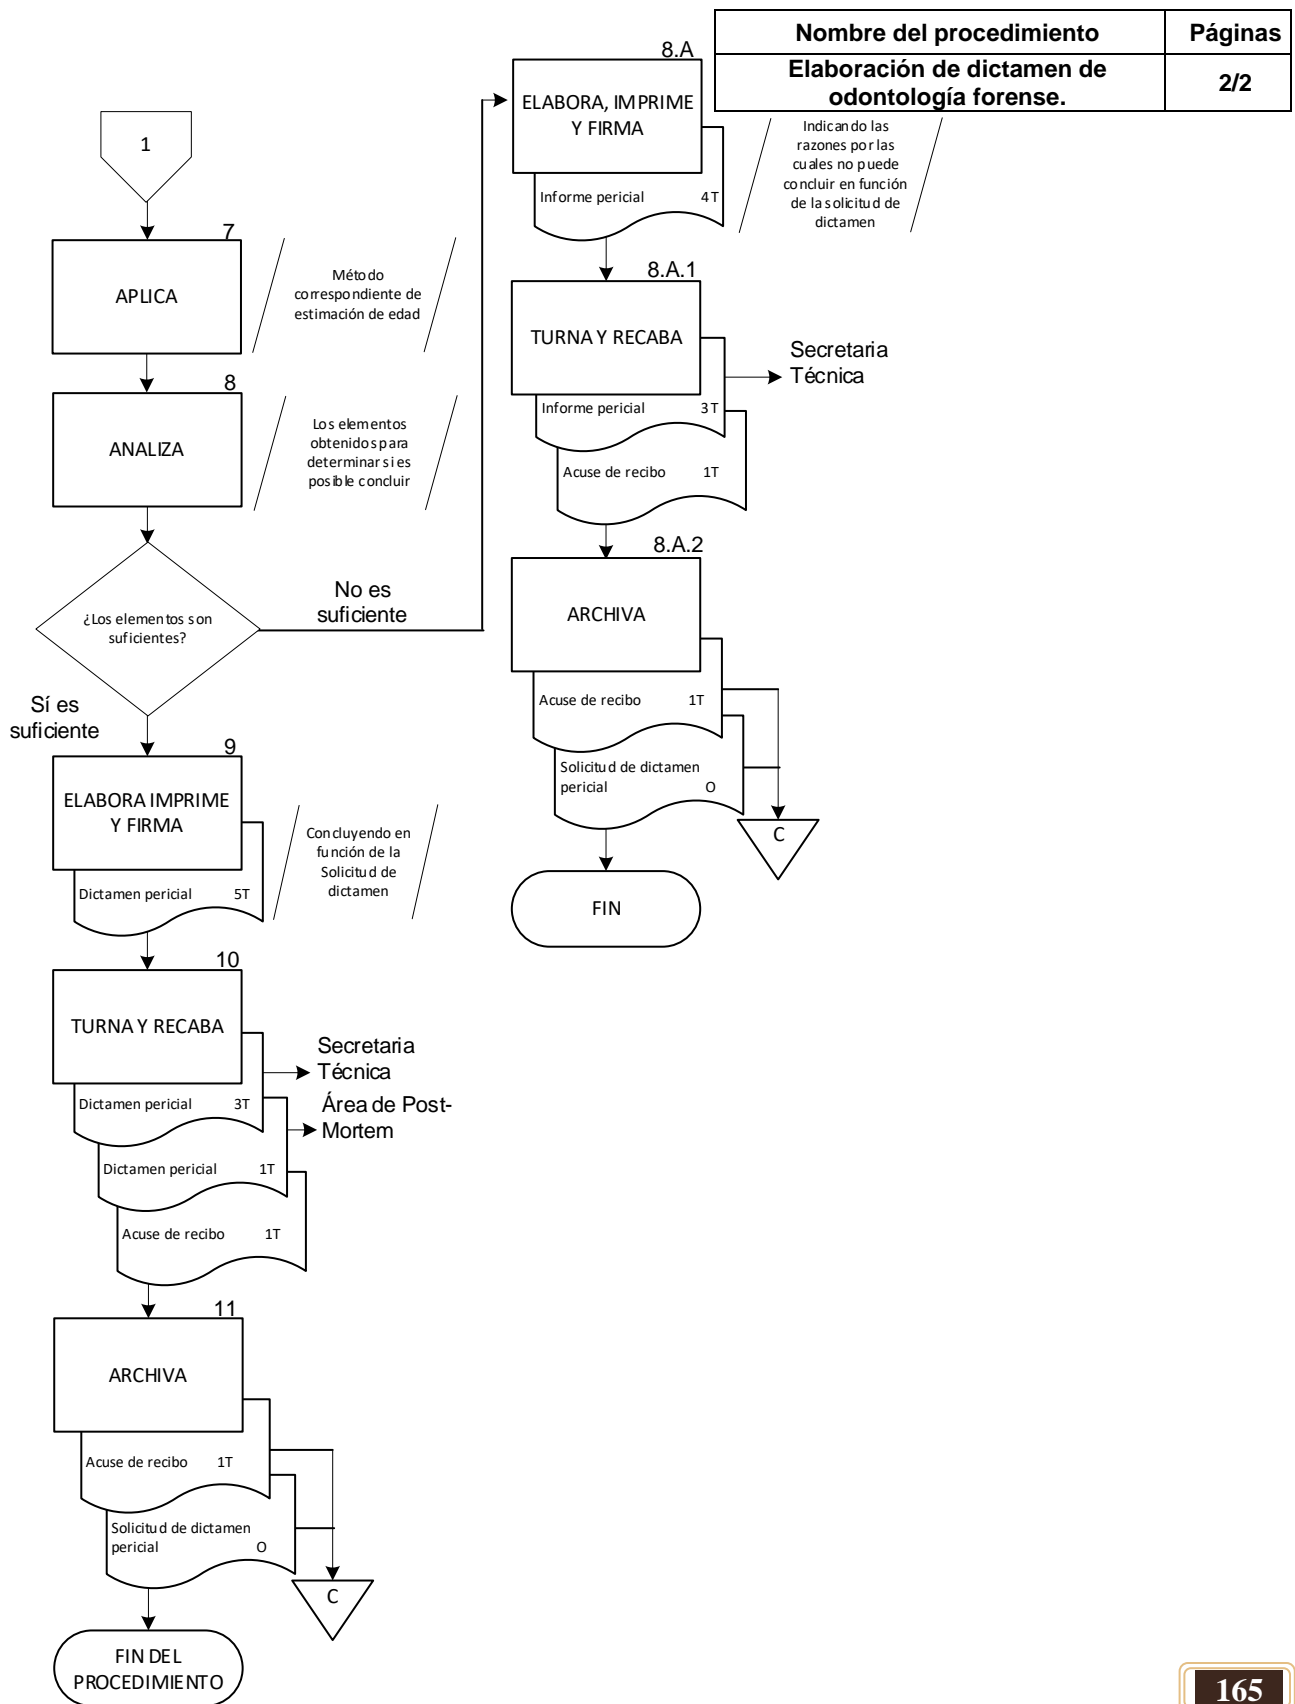 Nombre del procedimiento
Páginas
Elaboración de dictamen de
odontología forense.
2/2
1
7
APLICA
Método
correspondiente de
estimación de edad
8
ANALIZA
Los elementos
obtenidos para
determinar si es
posible concluir
¿Los elementos son
suficientes?
No es
suficiente
Sí es
suficiente
9
ELABORA IMPRIME
Y FIRMA
Dictamen pericial 5T
Concluyendo en
función de la
Solicitud de
dictamen
10
TURNA Y RECABA
Dictamen pericial 3T
Secretaria
Técnica
Dictamen pericial 1T
Área de Post-
Mortem
Acuse de recibo 1T
11
ARCHIVA
Acuse de recibo 1T
Solicitud de dictamen
pericial O
C
FIN DEL
PROCEDIMIENTO
8.A
ELABORA, IMPRIME
Y FIRMA
Informe pericial 4T
Indicando las
razones por las
cuales no puede
concluir en función
de la solicitud de
dictamen
8.A.1
TURNA Y RECABA
Informe pericial 3T
Secretaria
Técnica
Acuse de recibo 1T
8.A.2
ARCHIVA
Acuse de recibo 1T
Solicitud de dictamen
pericial O
C
FIN
165